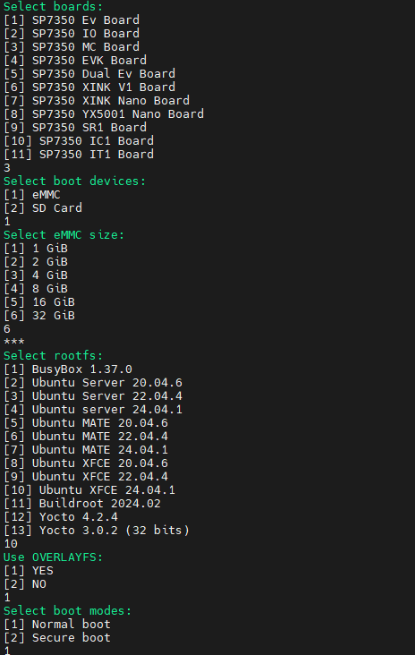 Select boards:
[1] SP7350 Ev Board
[2] SP7350 IO Board
[3] SP7350 MC Board
[4] SP7350 EVK Board
[5] SP7350 Dual Ev Board
[6] SP7350 XINK V1 Board
[7] SP7350 XINK Nano Board
[8] SP7350 YX5001 Nano Board
[9] SP7350 SR1 Board
[10] SP7350 IC1 Board
[11] SP7350 IT1 Board
3
Select boot devices:
[1] eMMC
[2] SD Card
1
Select eMMC size:
[1] 1 GiB
[2] 2 GiB
[3] 4 GiB
[4] 8 GiB
[5] 16 GiB
[6] 32 GiB
6
***
Select rootfs:
[1] BusyBox 1.37.0
[2] Ubuntu Server 20.04.6
[3] Ubuntu Server 22.04.4
[4] Ubuntu server 24.04.1
[5] Ubuntu MATE 20.04.6
[6] Ubuntu MATE 22.04.4
[7] Ubuntu MATE 24.04.1
[8] Ubuntu XFCE 20.04.6
[9] Ubuntu XFCE 22.04.4
[10] Ubuntu XFCE 24.04.1
[11] Buildroot 2024.02
[12] Yocto 4.2.4
[13] Yocto 3.0.2 (32 bits)
10
Use OVERLAYFS:
[1] YES
[2] NO
1
Select boot modes:
[1] Normal boot
[2] Secure boot
1